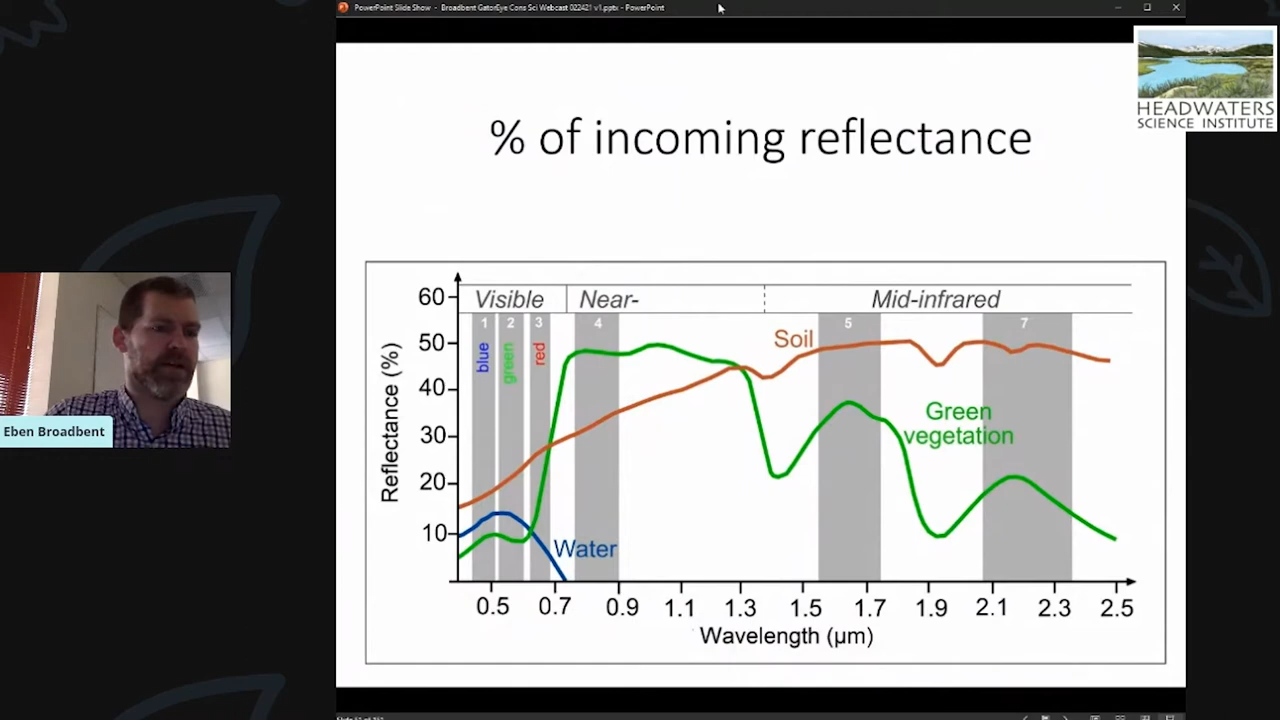 PowerPoint Slide Show - Broadbent GatorEye Cons Sci Webcast 022421 v1.pptx - PowerPoint
HEADWATERS
SCIENCE INSTITUTE
% of incoming reflectance
60
50
40
30
20
10
Reflectance (%)
Visible
Near-
Mid-infrared
1
2
3
4
5
7
blue
green
red
Soil
Green
vegetation
Water
0.5 0.7 0.9 1.1 1.3 1.5 1.7 1.9 2.1 2.3 2.5
Wavelength (μm)
Eben Broadbent